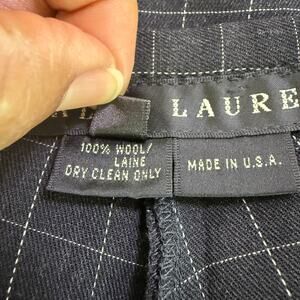 LAURE
100% WOOL/
LAINE
DRY CLEAN ONLY
MADE IN U.S.A.